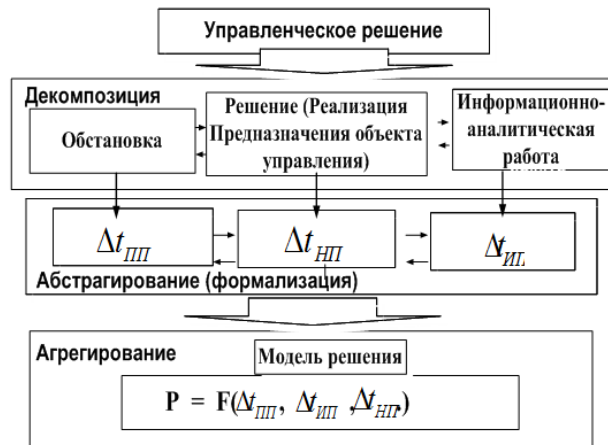 Управленческое решение
Декомпозиция
Обстановка
Решение (Реализация
Предназначения объекта
управления)
Информационно-
аналитическая
работа
Δt_ПП
Δt_НП
Δt_ИП
Абстрагирование (формализация)
Агрегирование
Модель решения
P = F(Δt_ПП, Δt_ИП ,Δt_НП,)